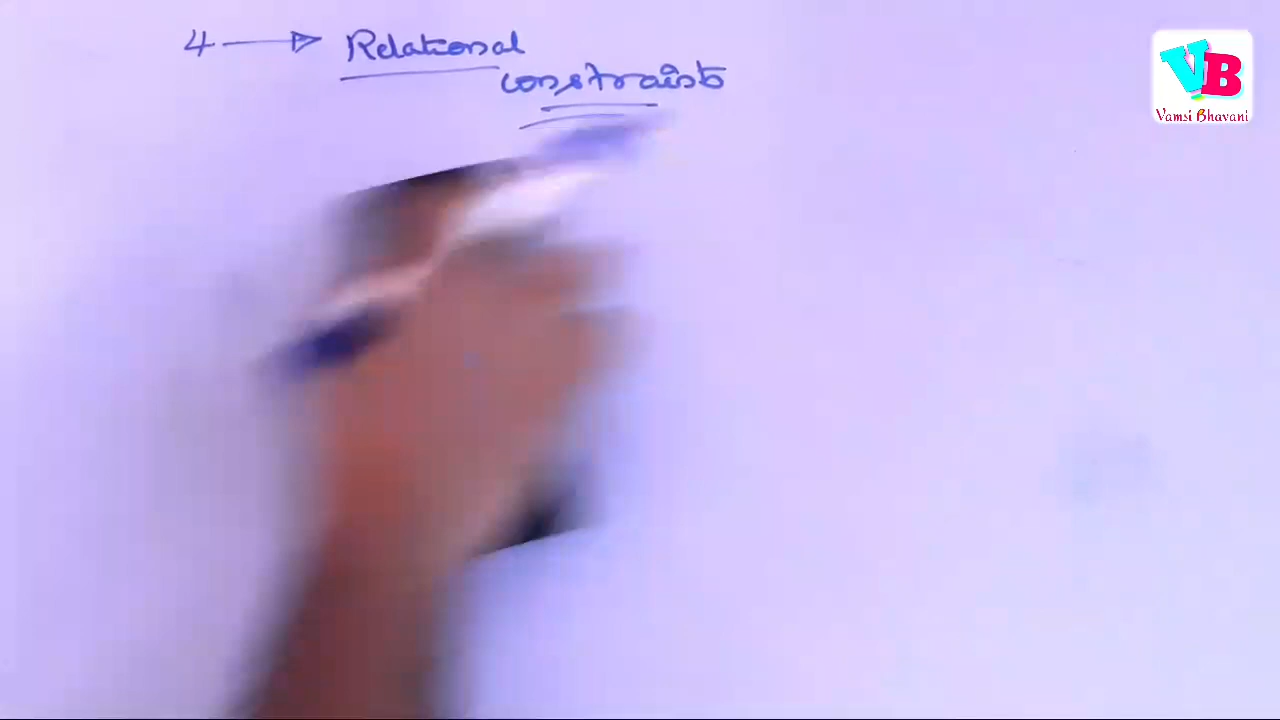 4 → Relational
constraints
VB
Vamsi Bhavani